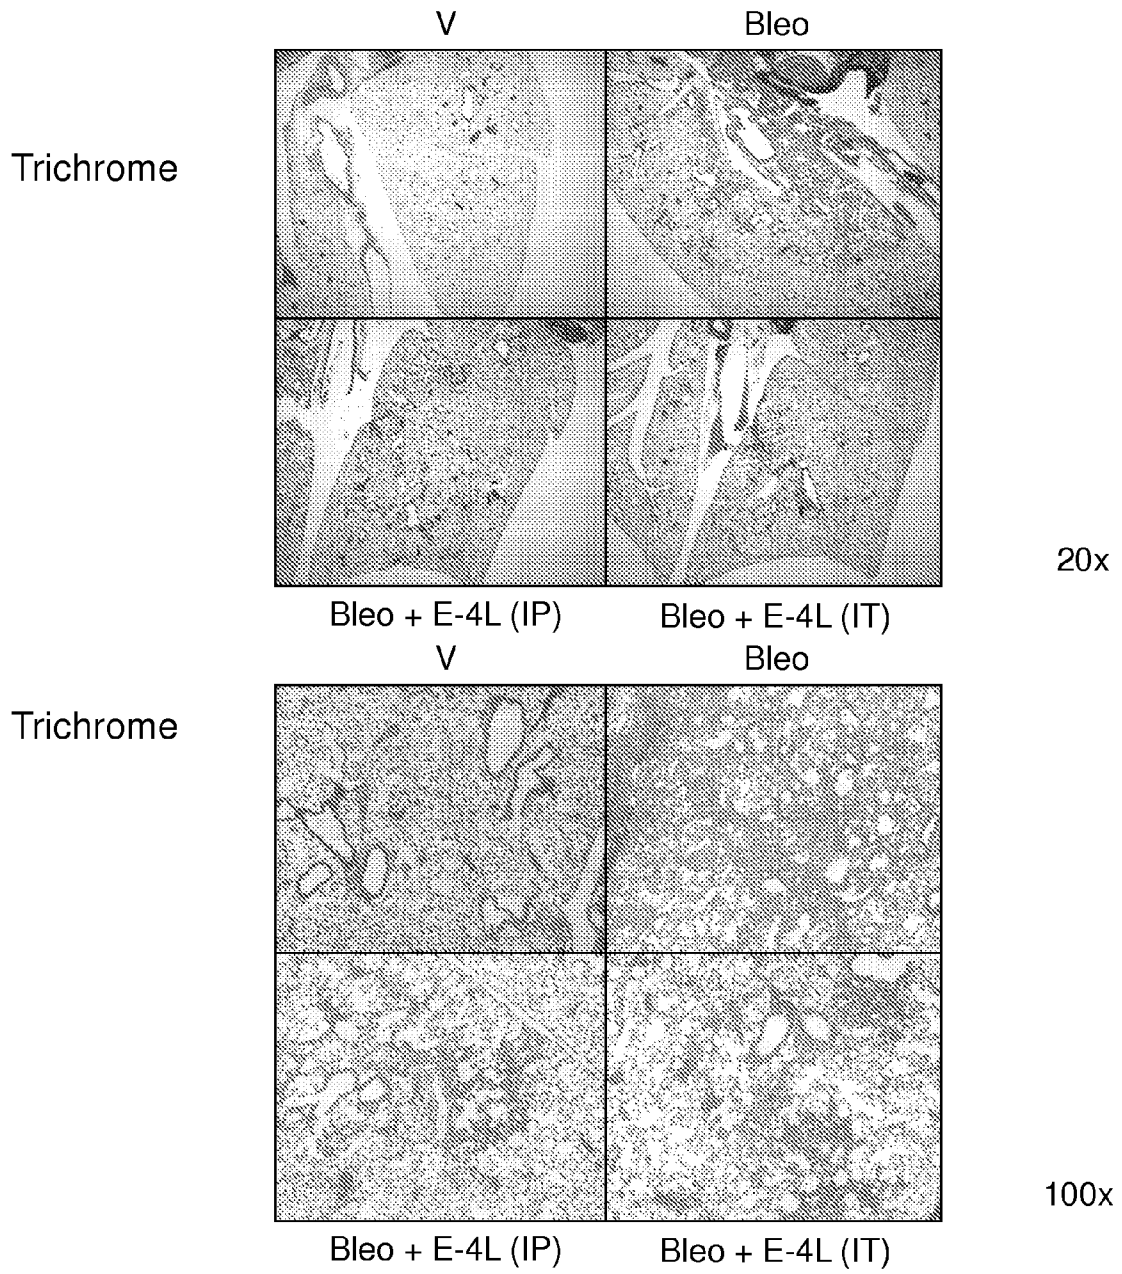 V Bleo
Trichrome
20x
Bleo + E-4L (IP) Bleo + E-4L (IT)
V Bleo
Trichrome
100x
Bleo + E-4L (IP) Bleo + E-4L (IT)